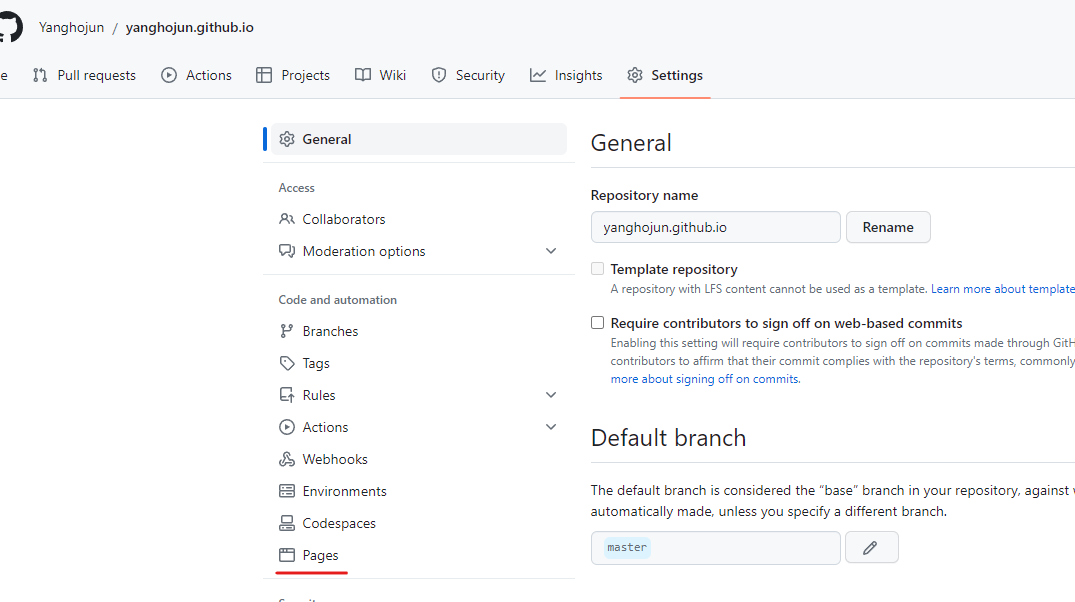 Yanghojun / yanghojun.github.io
Pull requests Actions Projects Wiki Security Insights Settings
General
Access
Collaborators
Moderation options
Code and automation
Branches
Tags
Rules
Actions
Webhooks
Environments
Codespaces
Pages
General
Repository name
yanghojun.github.io Rename
Template repository
A repository with LFS content cannot be used as a template. Learn more about template
Require contributors to sign off on web-based commits
Enabling this setting will require contributors to sign off on commits made through GitH
contributors to affirm that their commit complies with the repository's terms, commonly
more about signing off on commits.
Default branch
The default branch is considered the “base” branch in your repository, against
automatically made, unless you specify a different branch.
master